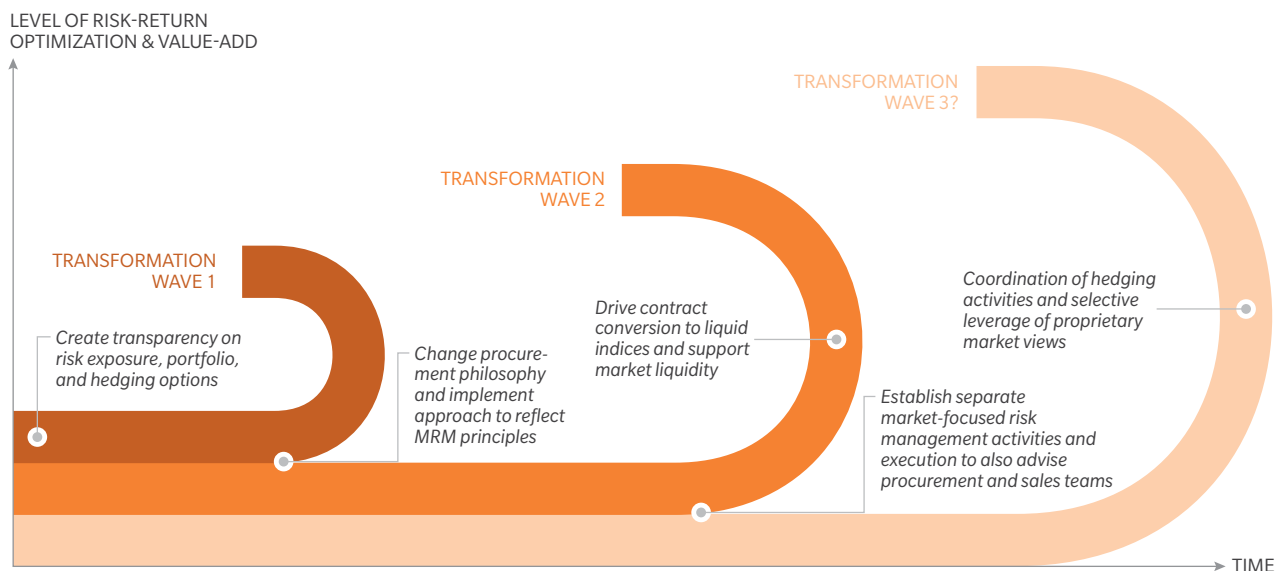 LEVEL OF RISK-RETURN
OPTIMIZATION & VALUE-ADD
TRANSFORMATION
WAVE 1
Create transparency on
risk exposure, portfolio,
and hedging options
Change procure-
ment philosophy
and implement
approach to reflect
MRM principles
TRANSFORMATION
WAVE 2
Drive contract
conversion to liquid
indices and support
market liquidity
Establish separate
market-focused risk
management activities and
execution to also advise
procurement and sales teams
TRANSFORMATION
WAVE 3?
Coordination of hedging
activities and selective
leverage of proprietary
market views
TIME